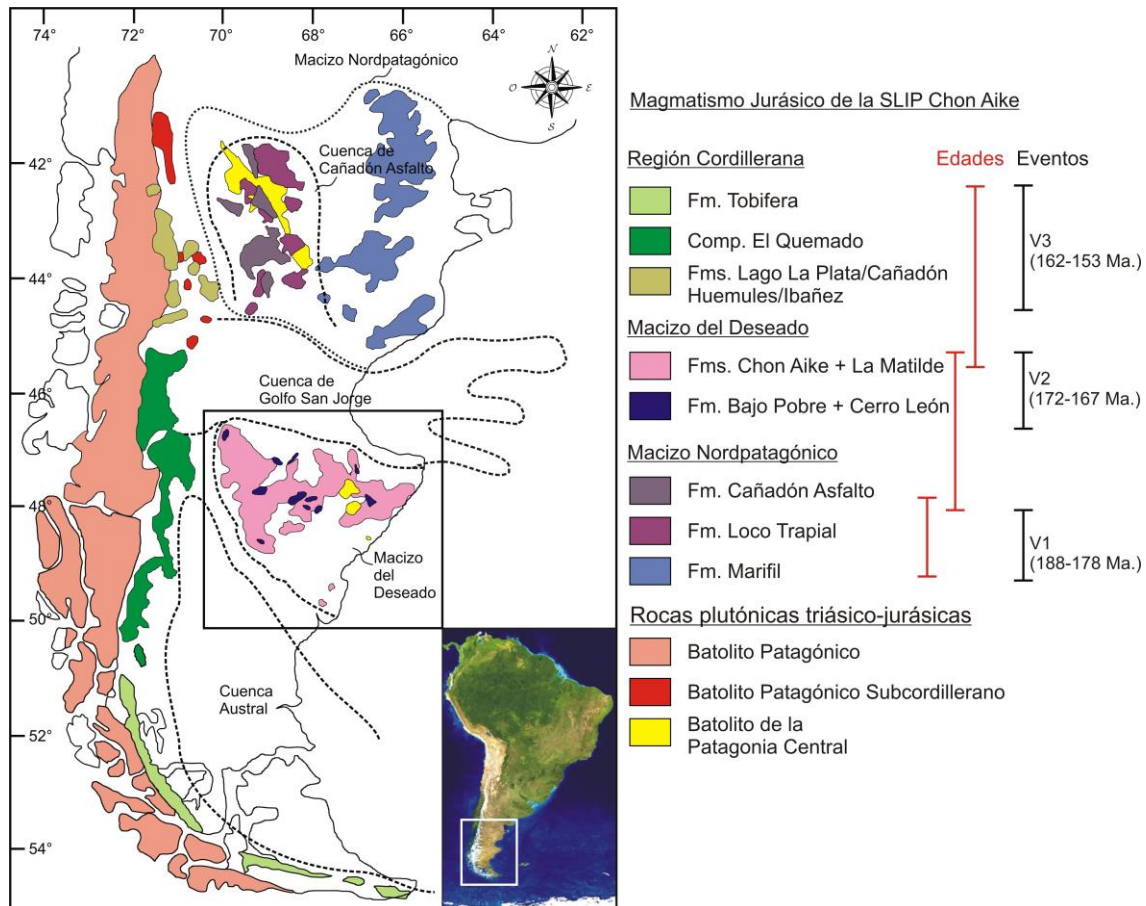 74° 72° 70° 68° 66° 64° 62°
Macizo Nordpatagónico
N
O E
S
42°
Cuenca de
Cañadón Asfalto
44°
Cuenca de
Golfo San Jorge
46°
48°
Macizo
del
Deseado
50°
Cuenca
Austral
52°
54°
Magmatismo Jurásico de la SLIP Chon Aike
Región Cordillerana Edades Eventos
Fm. Tobifera
Comp. El Quemado
Fms. Lago La Plata/Cañadón
Huemules/Ibañez
V3
(162-153 Ma.)
Macizo del Deseado
Fms. Chon Aike + La Matilde
Fm. Bajo Pobre + Cerro León
V2
(172-167 Ma.)
Macizo Nordpatagónico
Fm. Cañadón Asfalto
Fm. Loco Trapial
Fm. Marifil
V1
(188-178 Ma.)
Rocas plutónicas triásico-jurásicas
Batolito Patagónico
Batolito Patagónico Subcordillerano
Batolito de la
Patagonia Central